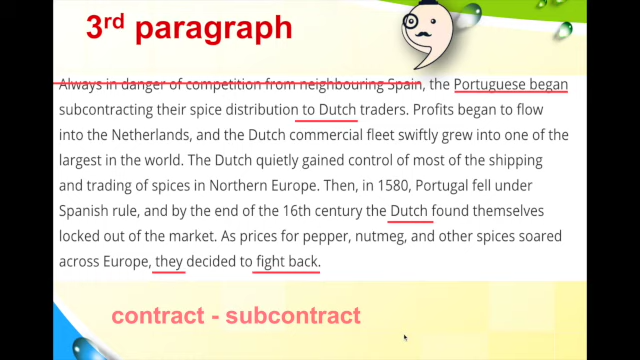 3rd paragraph
Always in danger of competition from neighbouring Spain, the Portuguese began
subcontracting their spice distribution to Dutch traders. Profits began to flow
into the Netherlands, and the Dutch commercial fleet swiftly grew into one of the
largest in the world. The Dutch quietly gained control of most of the shipping
and trading of spices in Northern Europe. Then, in 1580, Portugal fell under
Spanish rule, and by the end of the 16th century the Dutch found themselves
locked out of the market. As prices for pepper, nutmeg, and other spices soared
across Europe, they decided to fight back.
contract - subcontract